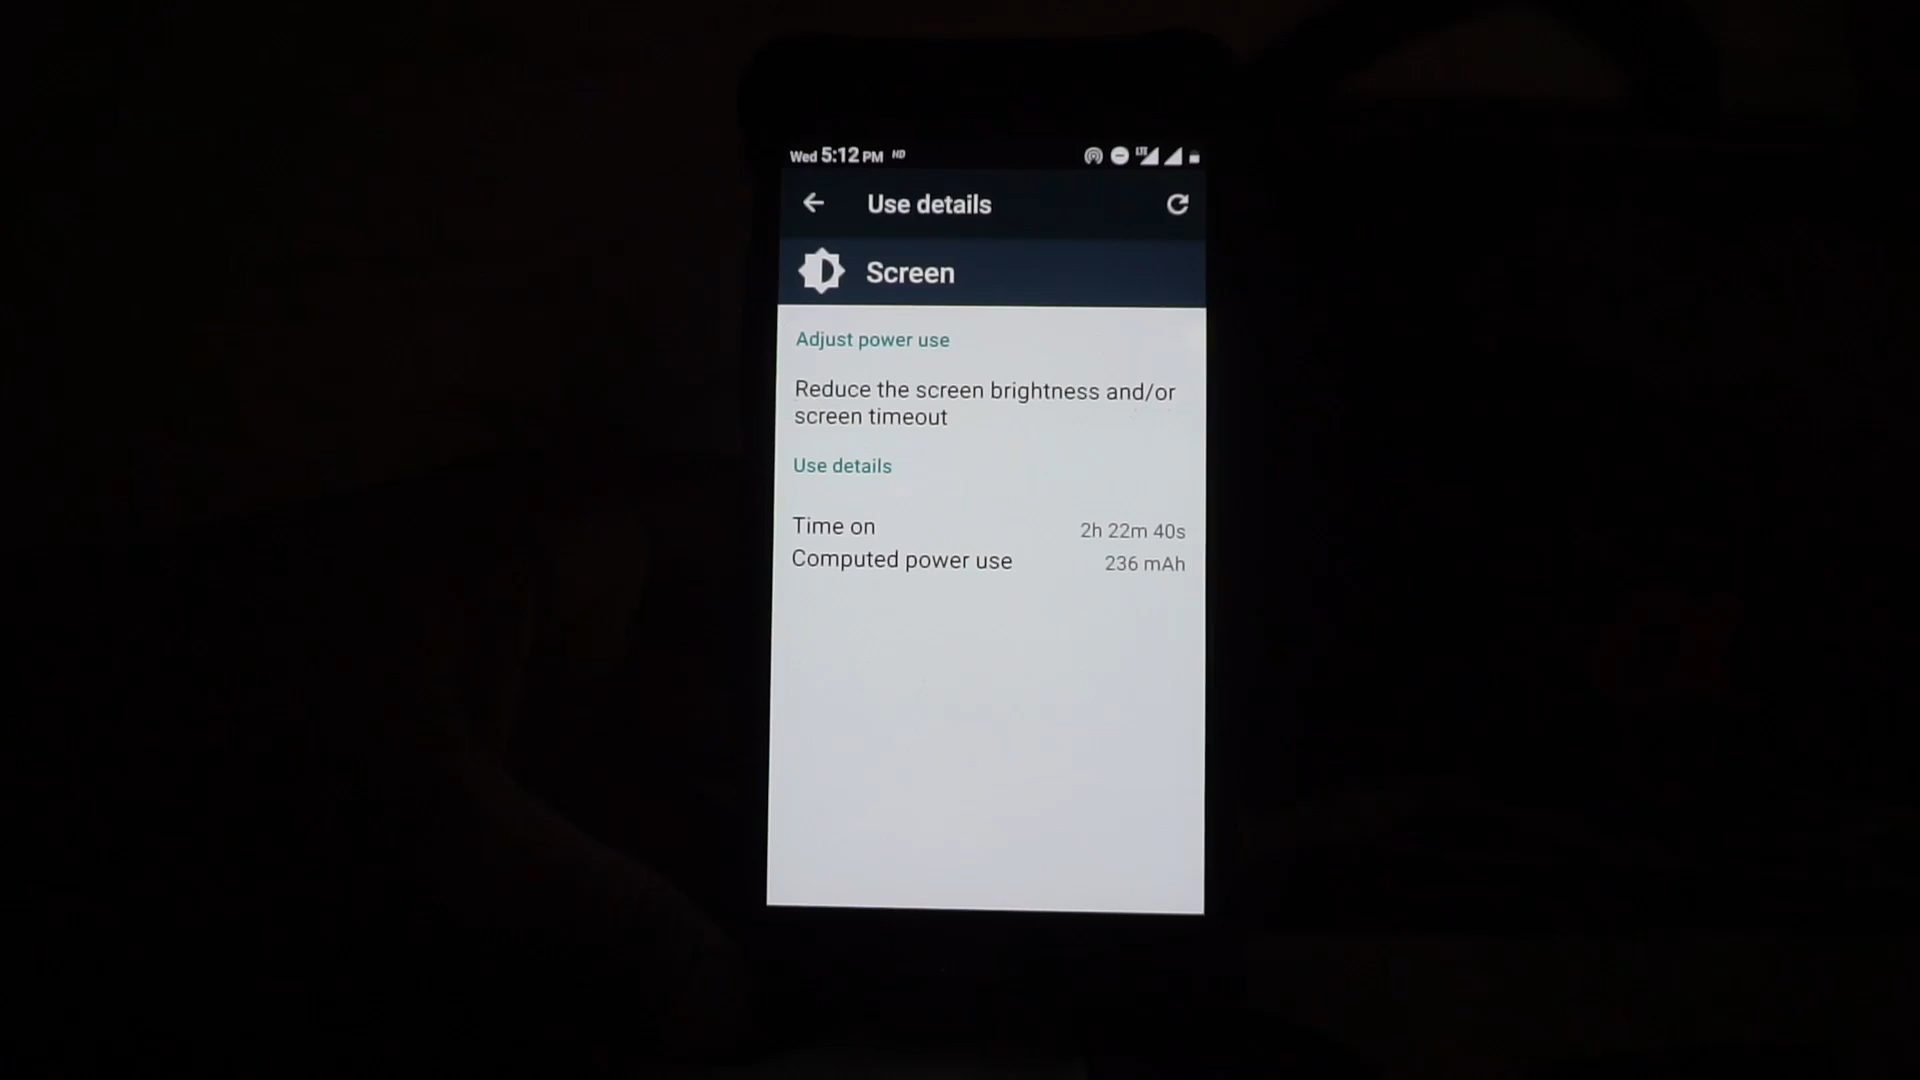 Wed 5:12 PM HD LTE
Use details
Screen
Adjust power use
Reduce the screen brightness and/or
screen timeout
Use details
Time on 2h 22m 40s
Computed power use 236 mAh